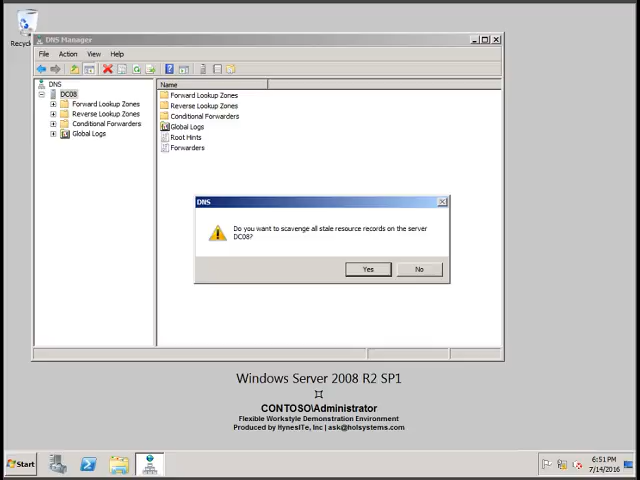 Recycl
DNS Manager
File Action View Help
DNS
DC08
Forward Lookup Zones
Reverse Lookup Zones
Conditional Forwarders
Global Logs
Name
Forward Lookup Zones
Reverse Lookup Zones
Conditional Forwarders
Global Logs
Root Hints
Forwarders
DNS
Do you want to scavenge all stale resource records on the server
DC08?
Yes No
Windows Server 2008 R2 SP1
CONTOSO\Administrator
Flexible Workstyle Demonstration Environment
Produced by HynesITe, Inc | ask@holsystems.com
Start
6:51 PM
7/14/2016